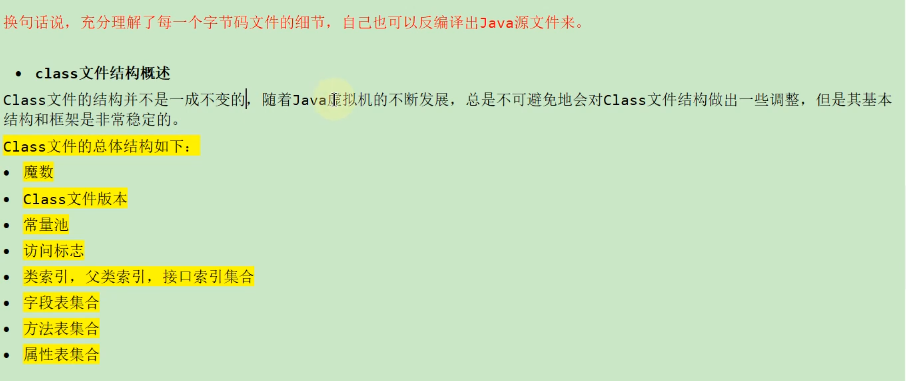 换句话说，充分理解了每一个字节码文件的细节，自己也可以反编译出Java源文件来。
• class文件结构概述
Class文件的结构并不是一成不变的，随着Java虚拟机的不断发展，总是不可避免地会对Class文件结构做出一些调整，但是其基本
结构和框架是非常稳定的。
Class文件的总体结构如下：
• 魔数
• Class文件版本
• 常量池
• 访问标志
• 类索引，父类索引，接口索引集合
• 字段表集合
• 方法表集合
• 属性表集合